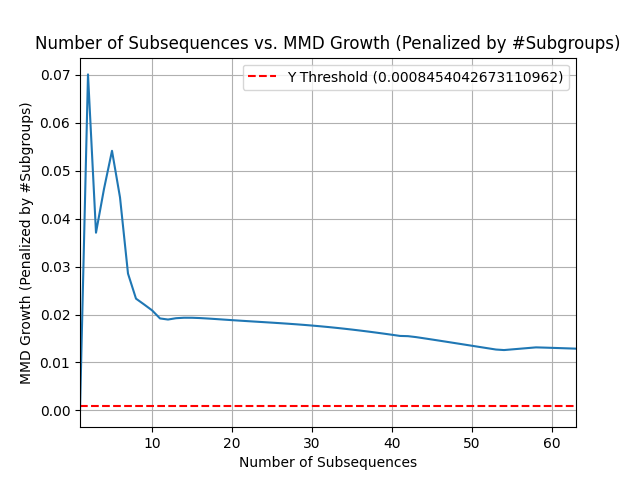 Number of Subsequences vs. MMD Growth (Penalized by #Subgroups)
Y Threshold (0.0008454042673110962)
MMD Growth (Penalized by #Subgroups)
0.07
0.06
0.05
0.04
0.03
0.02
0.01
0.00
10 20 30 40 50 60
Number of Subsequences